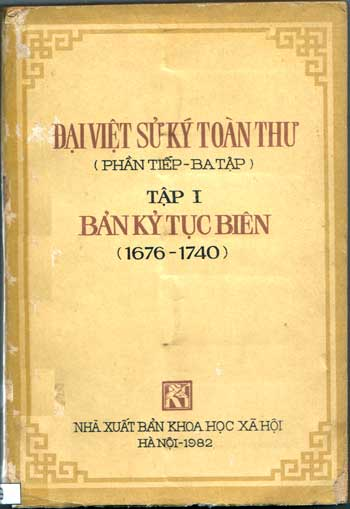 ĐẠI VIỆT SỬ KÝ TOÀN THƯ
(PHẦN TIẾP-BA TẬP)
TẬP I
BẢN KỶ TỤC BIÊN
(1676-1740)
NHÀ XUẤT BẢN KHOA HỌC XÃ HỘI
HÀ NỘI-1982